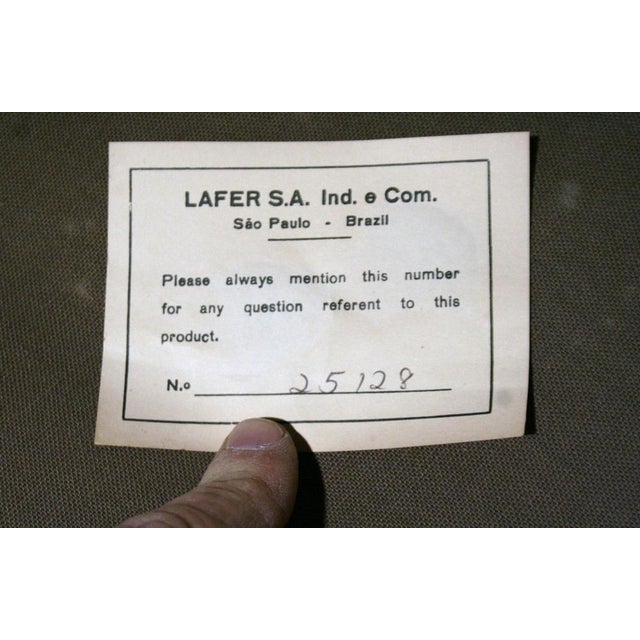 LAFER S.A. Ind. e Com.
São Paulo - Brazil
Please always mention this number
for any question referent to this
product.
N.o 25128